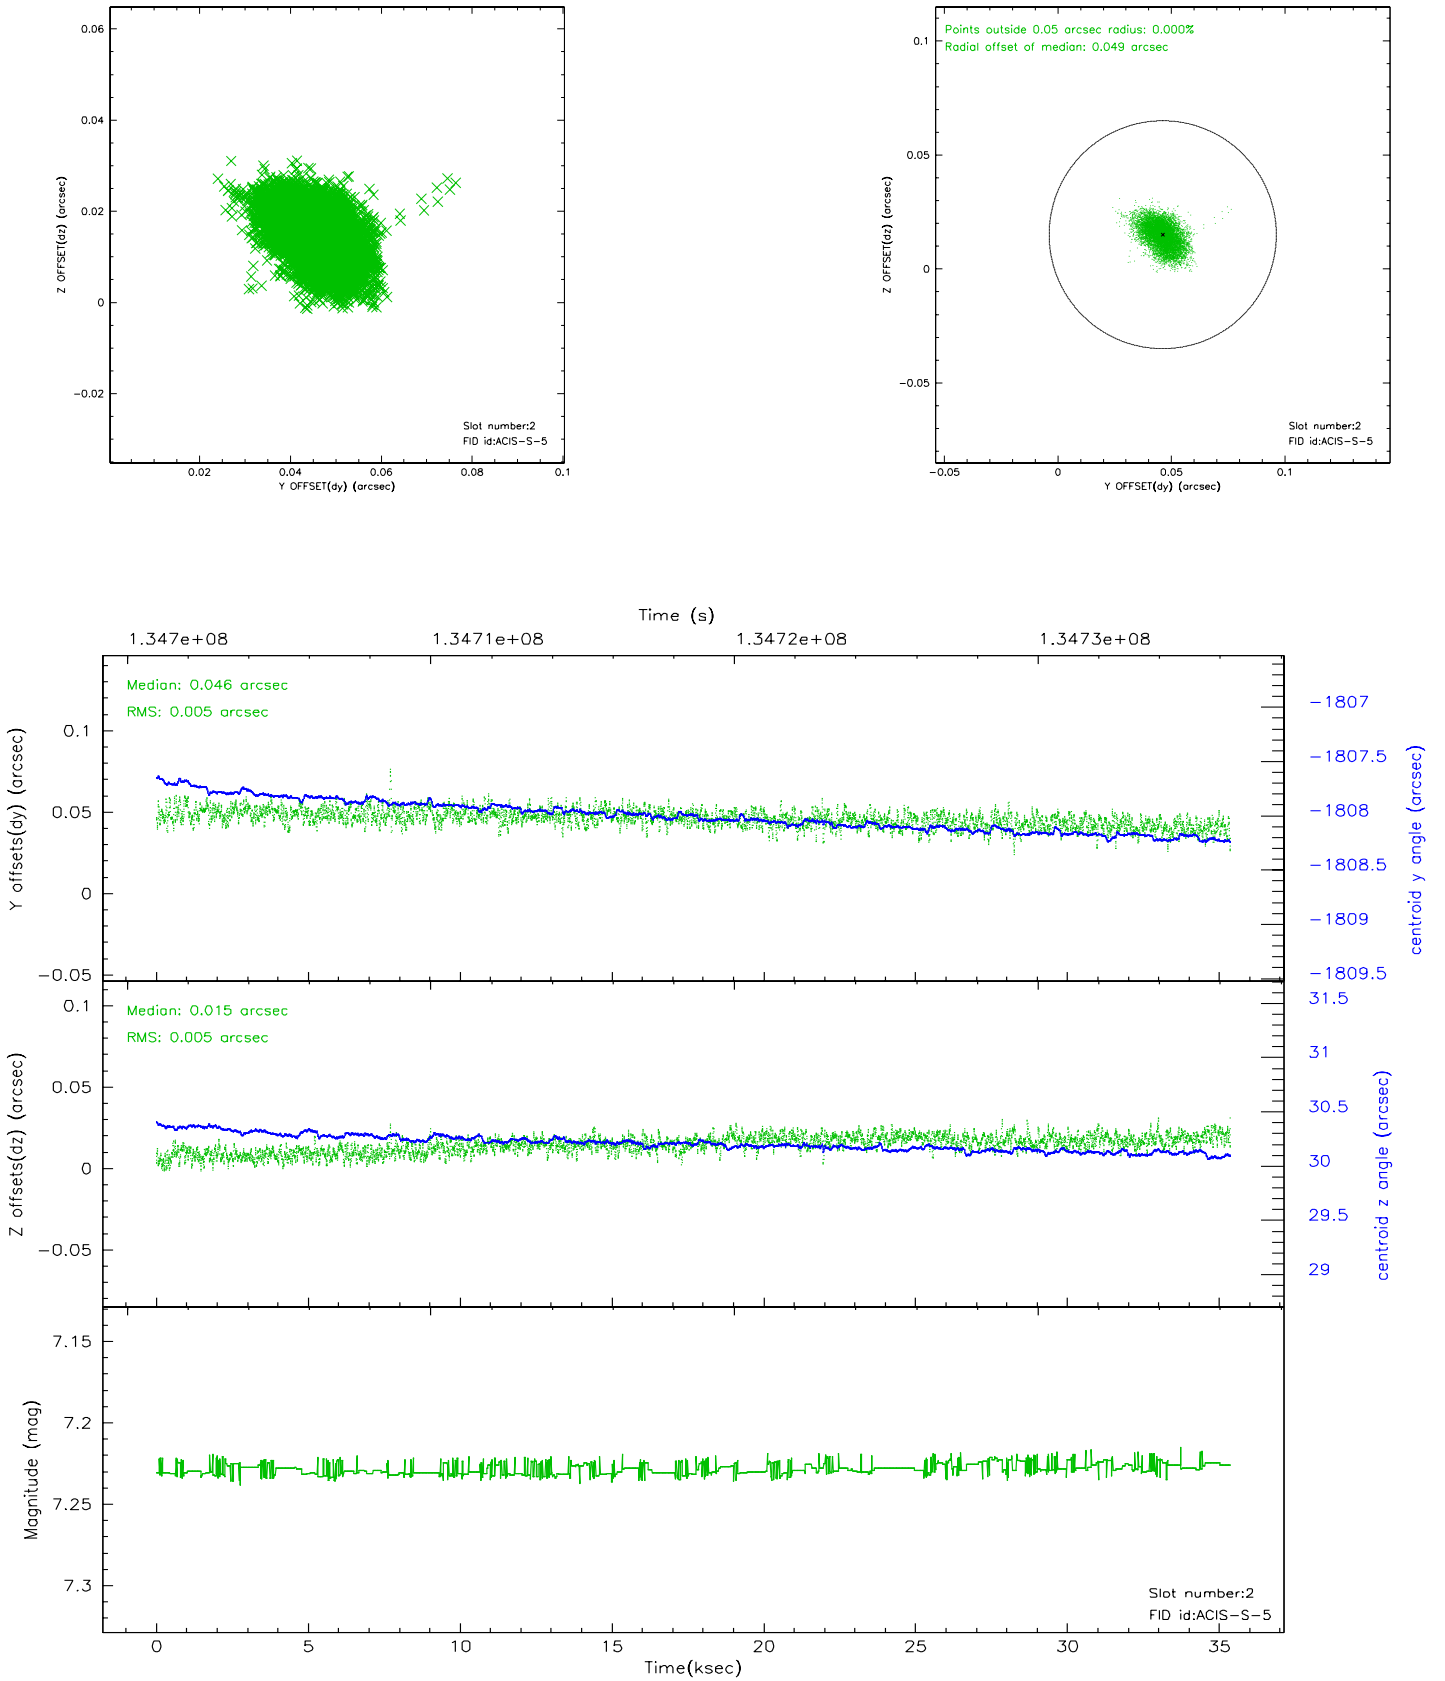 0.06
0.04
0.02
0
−0.02
Z OFFSET(dz) (arcsec)
Slot number:2
FID id:ACIS−S−5
0.02 0.04 0.06 0.08 0.1
Y OFFSET(dy) (arcsec)
Points outside 0.05 arcsec radius: 0.000%
Radial offset of median: 0.049 arcsec
0.1
0.05
0
−0.05
Z OFFSET(dz) (arcsec)
Slot number:2
FID id:ACIS−S−5
−0.05 0 0.05 0.1
Y OFFSET(dy) (arcsec)
Time (s)
1.347e+08 1.3471e+08 1.3472e+08 1.3473e+08
Median: 0.046 arcsec
RMS: 0.005 arcsec
0.1
0.05
0
−0.05
Y offsets(dy) (arcsec)
−1807
−1807.5
−1808
−1808.5
−1809
−1809.5
centroid y angle (arcsec)
Median: 0.015 arcsec
RMS: 0.005 arcsec
0.1
0.05
0
−0.05
Z offsets(dz) (arcsec)
31.5
31
30.5
30
29.5
29
centroid z angle (arcsec)
7.15
7.2
7.25
7.3
Magnitude (mag)
Slot number:2
FID id:ACIS−S−5
0 5 10 15 20 25 30 35
Time(ksec)